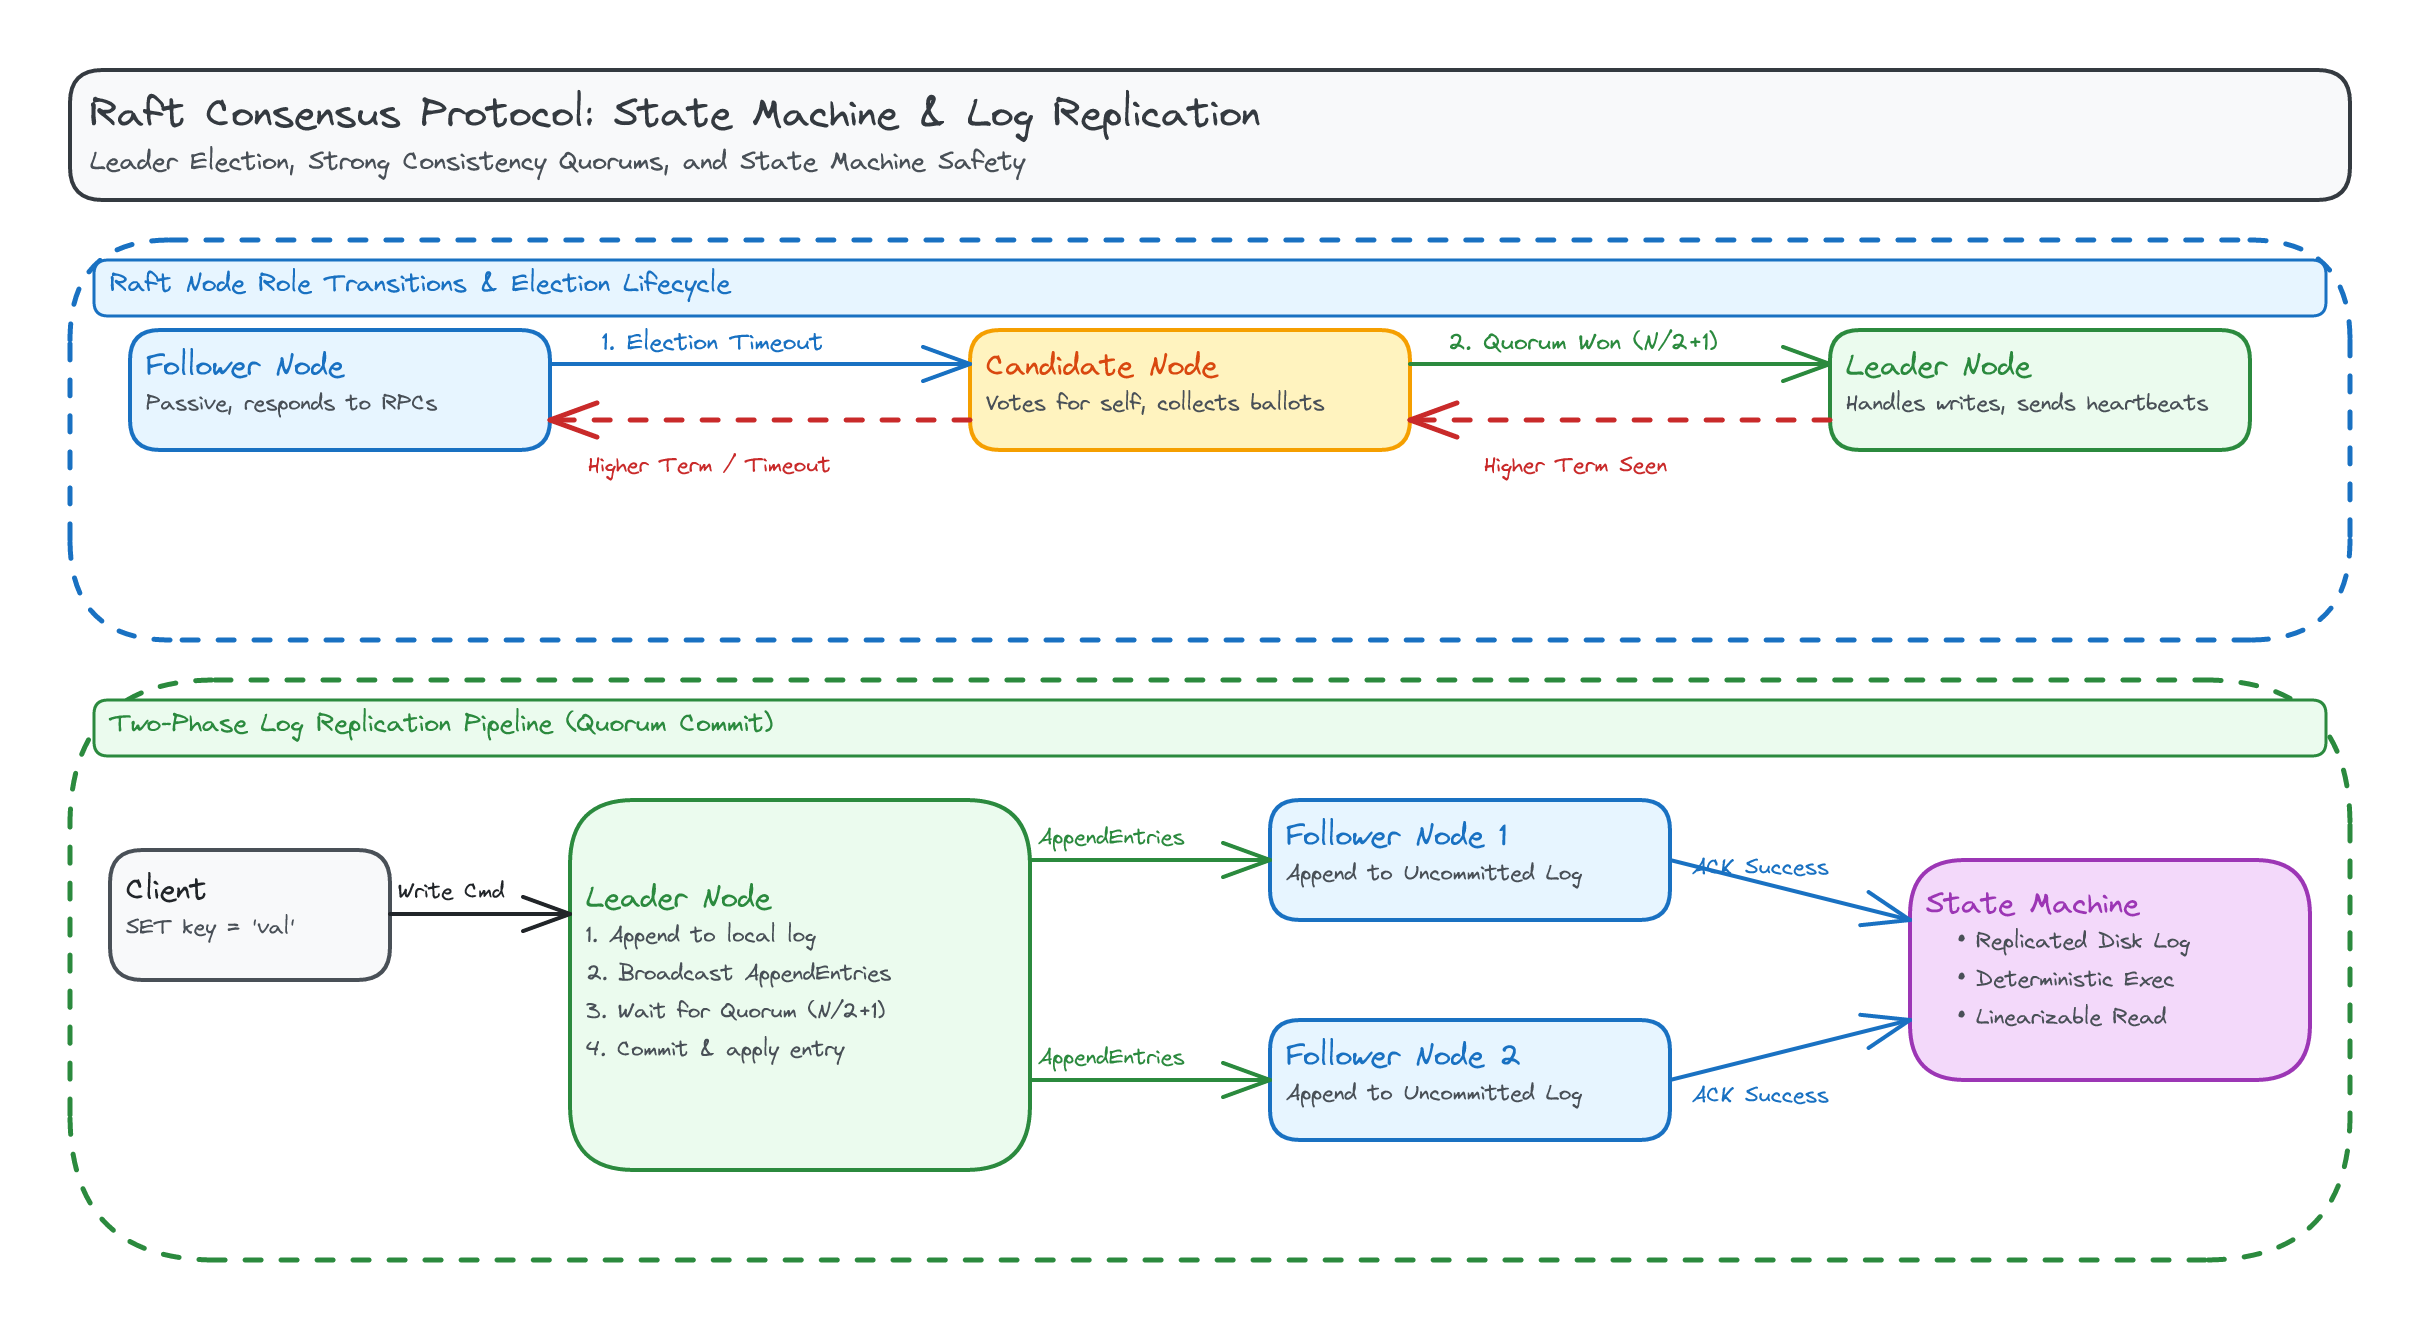 Raft Consensus Protocol: State Machine & Log Replication
Leader Election, Strong Consistency Quorums, and State Machine Safety
Raft Node Role Transitions & Election Lifecycle
Follower Node
Passive, responds to RPCs
1. Election Timeout
Higher Term / Timeout
Candidate Node
Votes for self, collects ballots
2. Quorum Won (N/2+1)
Higher Term Seen
Leader Node
Handles writes, sends heartbeats
Two-Phase Log Replication Pipeline (Quorum Commit)
Client
SET key = 'val'
Write Cmd
Leader Node
1. Append to local log
2. Broadcast AppendEntries
3. Wait for Quorum (N/2+1)
4. Commit & apply entry
AppendEntries
AppendEntries
Follower Node 1
Append to Uncommitted Log
Follower Node 2
Append to Uncommitted Log
ACK Success
ACK Success
State Machine
• Replicated Disk Log
• Deterministic Exec
• Linearizable Read